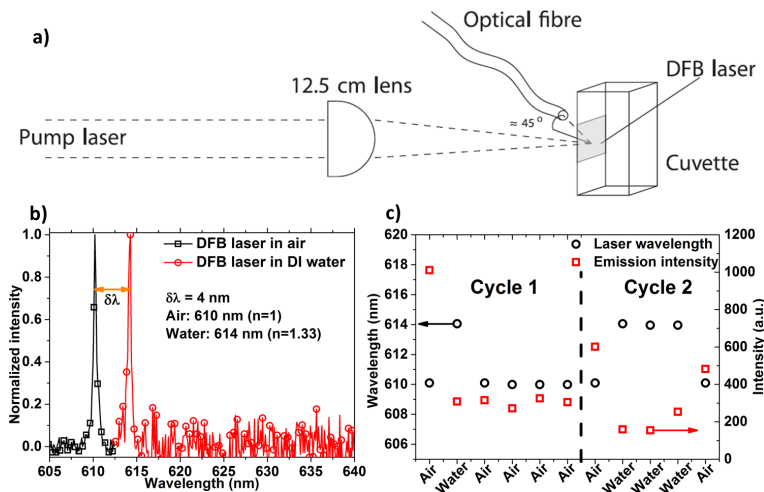 a)
Optical fibre
12.5 cm lens
DFB laser
≈ 45 o
Pump laser
Cuvette
b)
Normalized intensity
1.0
0.8
0.6
0.4
0.2
0.0
DFB laser in air
DFB laser in DI water
δλ
δλ = 4 nm
Air: 610 nm (n=1)
Water: 614 nm (n=1.33)
605 610 615 620 625 630 635 640
Wavelength (nm)
c)
Wavelength (nm)
620
618
616
614
612
610
608
606
Laser wavelength
Emission intensity
Cycle 1
Cycle 2
1200
1000
800
600
400
200
0
Intensity (a.u.)
Air Water Air Air Air Air Air Water Water Water Air